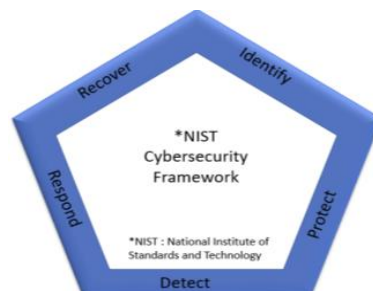 Recover
Identify
*NIST
Cybersecurity
Framework
Respond
Protect
*NIST : National Institute of
Standards and Technology
Detect